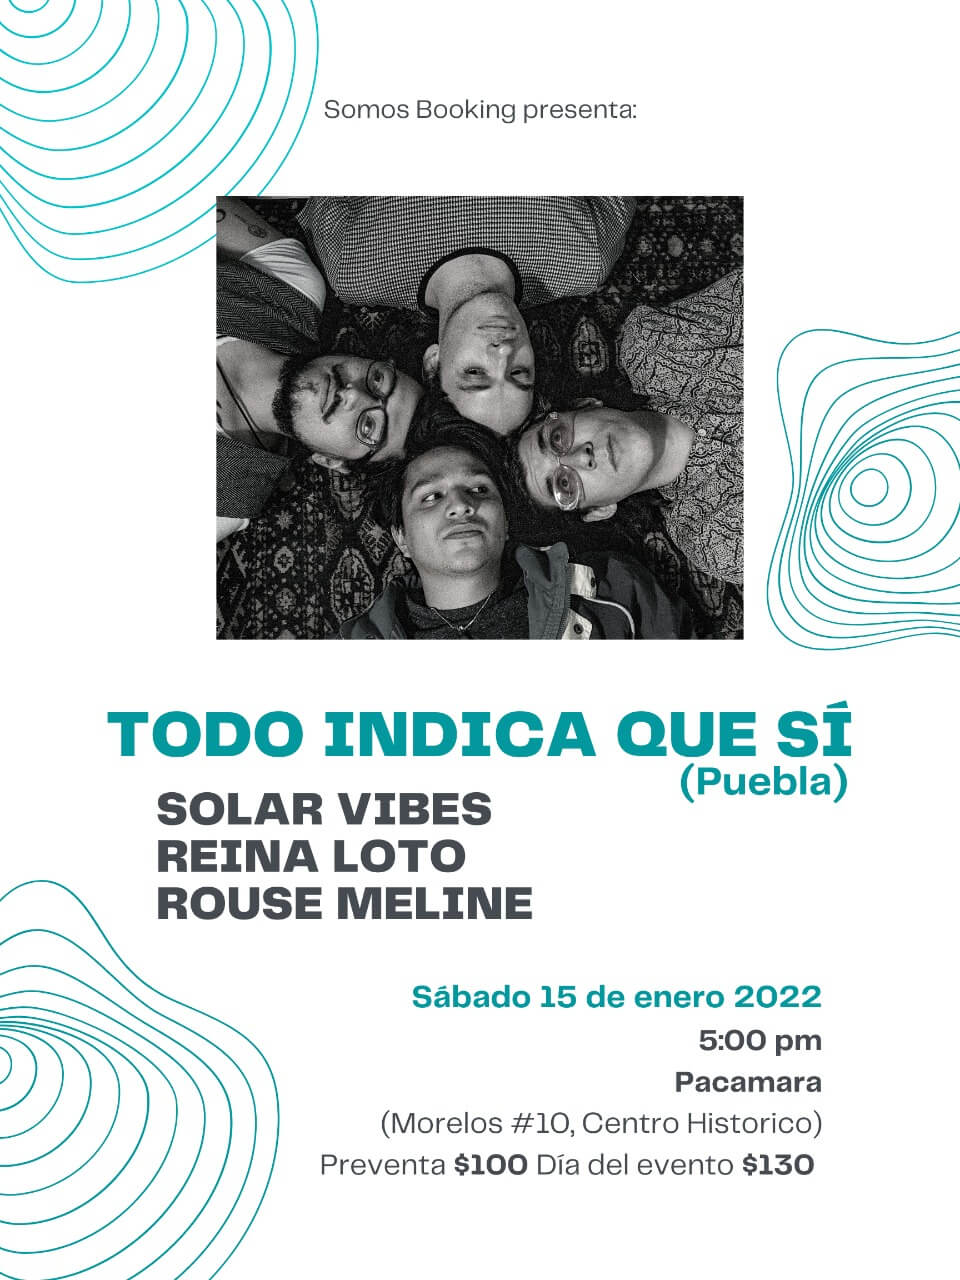 Somos Booking presenta:
TODO INDICA QUE SÍ
(Puebla)
SOLAR VIBES
REINA LOTO
ROUSE MELINE
Sábado 15 de enero 2022
5:00 pm
Pacamara
(Morelos #10, Centro Historico)
Preventa $100 Día del evento $130